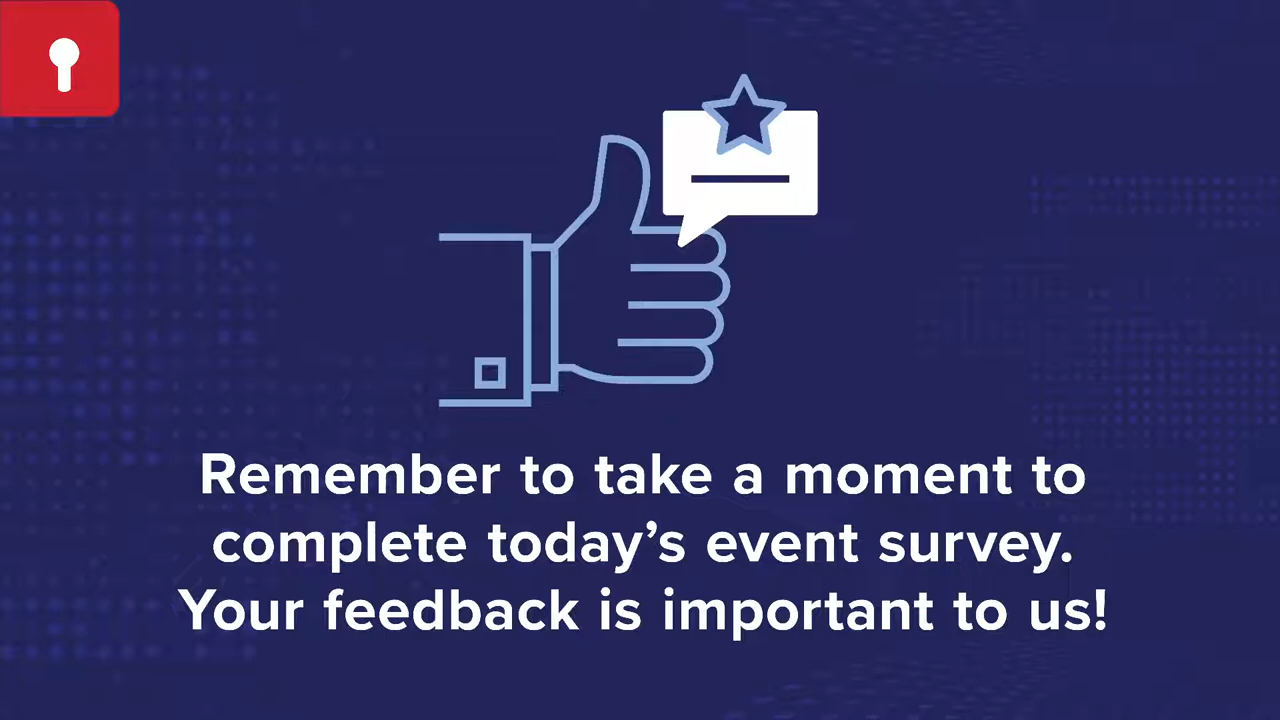 Remember to take a moment to
complete today’s event survey.
Your feedback is important to us!